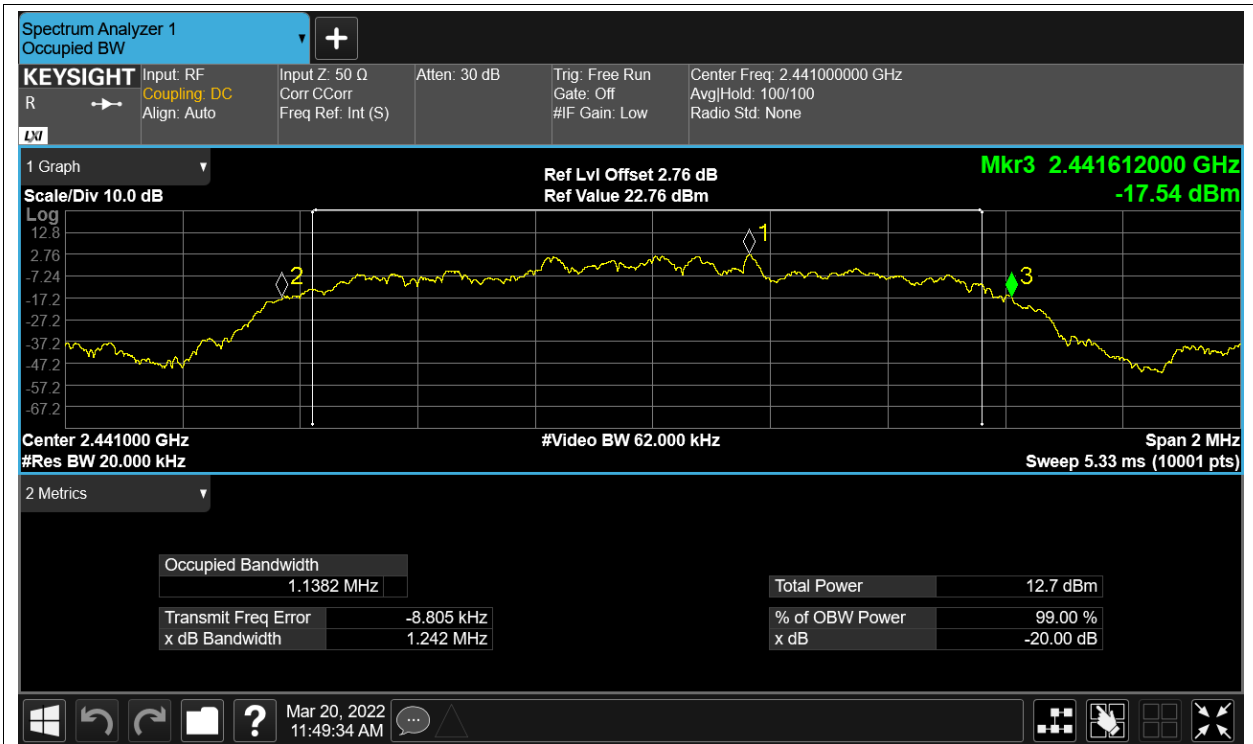 Spectrum Analyzer 1
Occupied BW
KEYSIGHT
R
LXI
Input: RF
Coupling: DC
Align: Auto
Input Z: 50 Ω
Corr CCorr
Freq Ref: Int (S)
Atten: 30 dB
Trig: Free Run
Gate: Off
#IF Gain: Low
Center Freq: 2.441000000 GHz
Avg|Hold: 100/100
Radio Std: None
1 Graph
Scale/Div 10.0 dB
Ref Lvl Offset 2.76 dB
Ref Value 22.76 dBm
Mkr3 2.441612000 GHz
-17.54 dBm
Log
12.8
2.76
-7.24
-17.2
-27.2
-37.2
-47.2
-57.2
-67.2
1
2
3
Center 2.441000 GHz
#Res BW 20.000 kHz
#Video BW 62.000 kHz
Span 2 MHz
Sweep 5.33 ms (10001 pts)
2 Metrics
Occupied Bandwidth
1.1382 MHz
Transmit Freq Error -8.805 kHz
x dB Bandwidth 1.242 MHz
Total Power 12.7 dBm
% of OBW Power 99.00 %
x dB -20.00 dB
?
Mar 20, 2022
11:49:34 AM